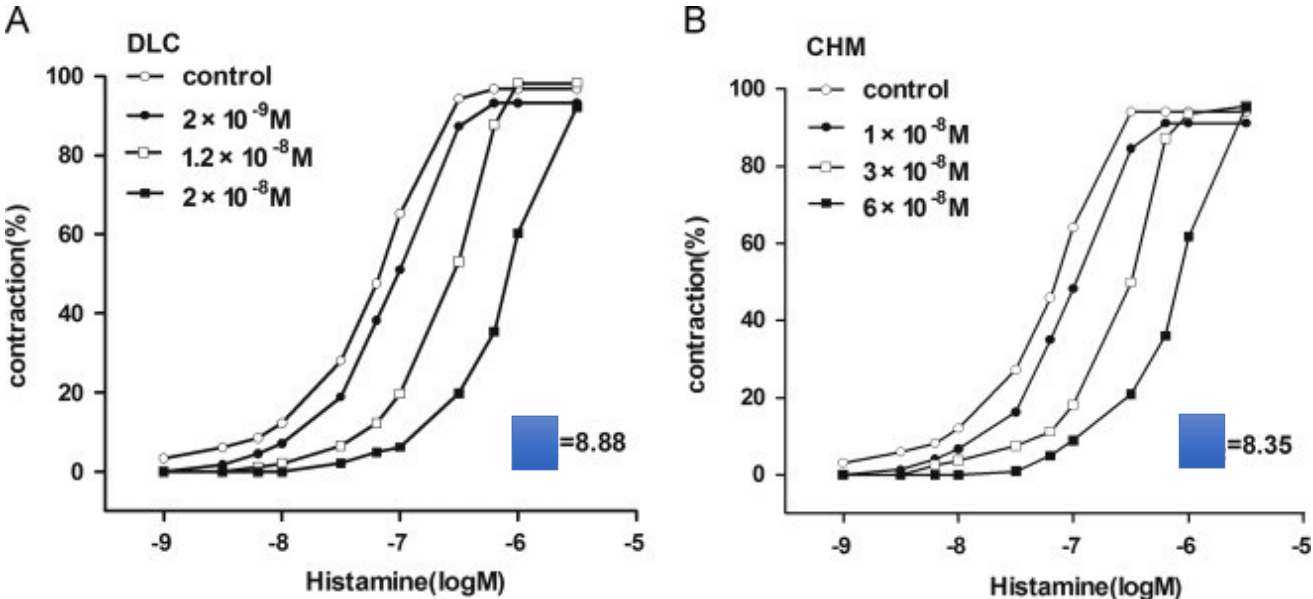 A
DLC
control
2 × 10⁻⁹M
1.2 × 10⁻⁸M
2 × 10⁻⁸M
100
80
60
40
20
0
contraction(%)
=8.88
-9 -8 -7 -6 -5
Histamine(logM)
B
CHM
control
1 × 10⁻⁸M
3 × 10⁻⁸M
6 × 10⁻⁸M
100
80
60
40
20
0
contraction(%)
=8.35
-9 -8 -7 -6 -5
Histamine(logM)